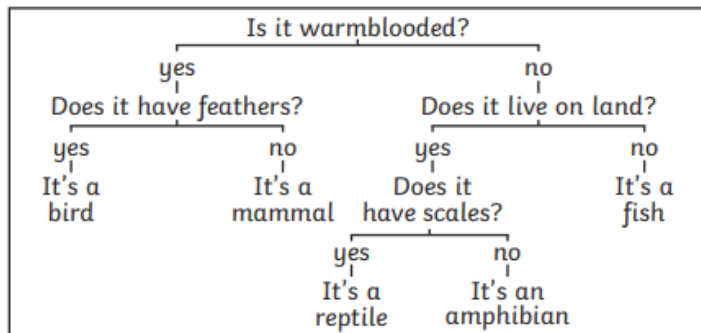 Is it warmblooded?
yes no
Does it have feathers? Does it live on land?
yes no yes no
It's a It's a Does it It's a
bird mammal have scales? fish
yes no
It's a It's an
reptile amphibian